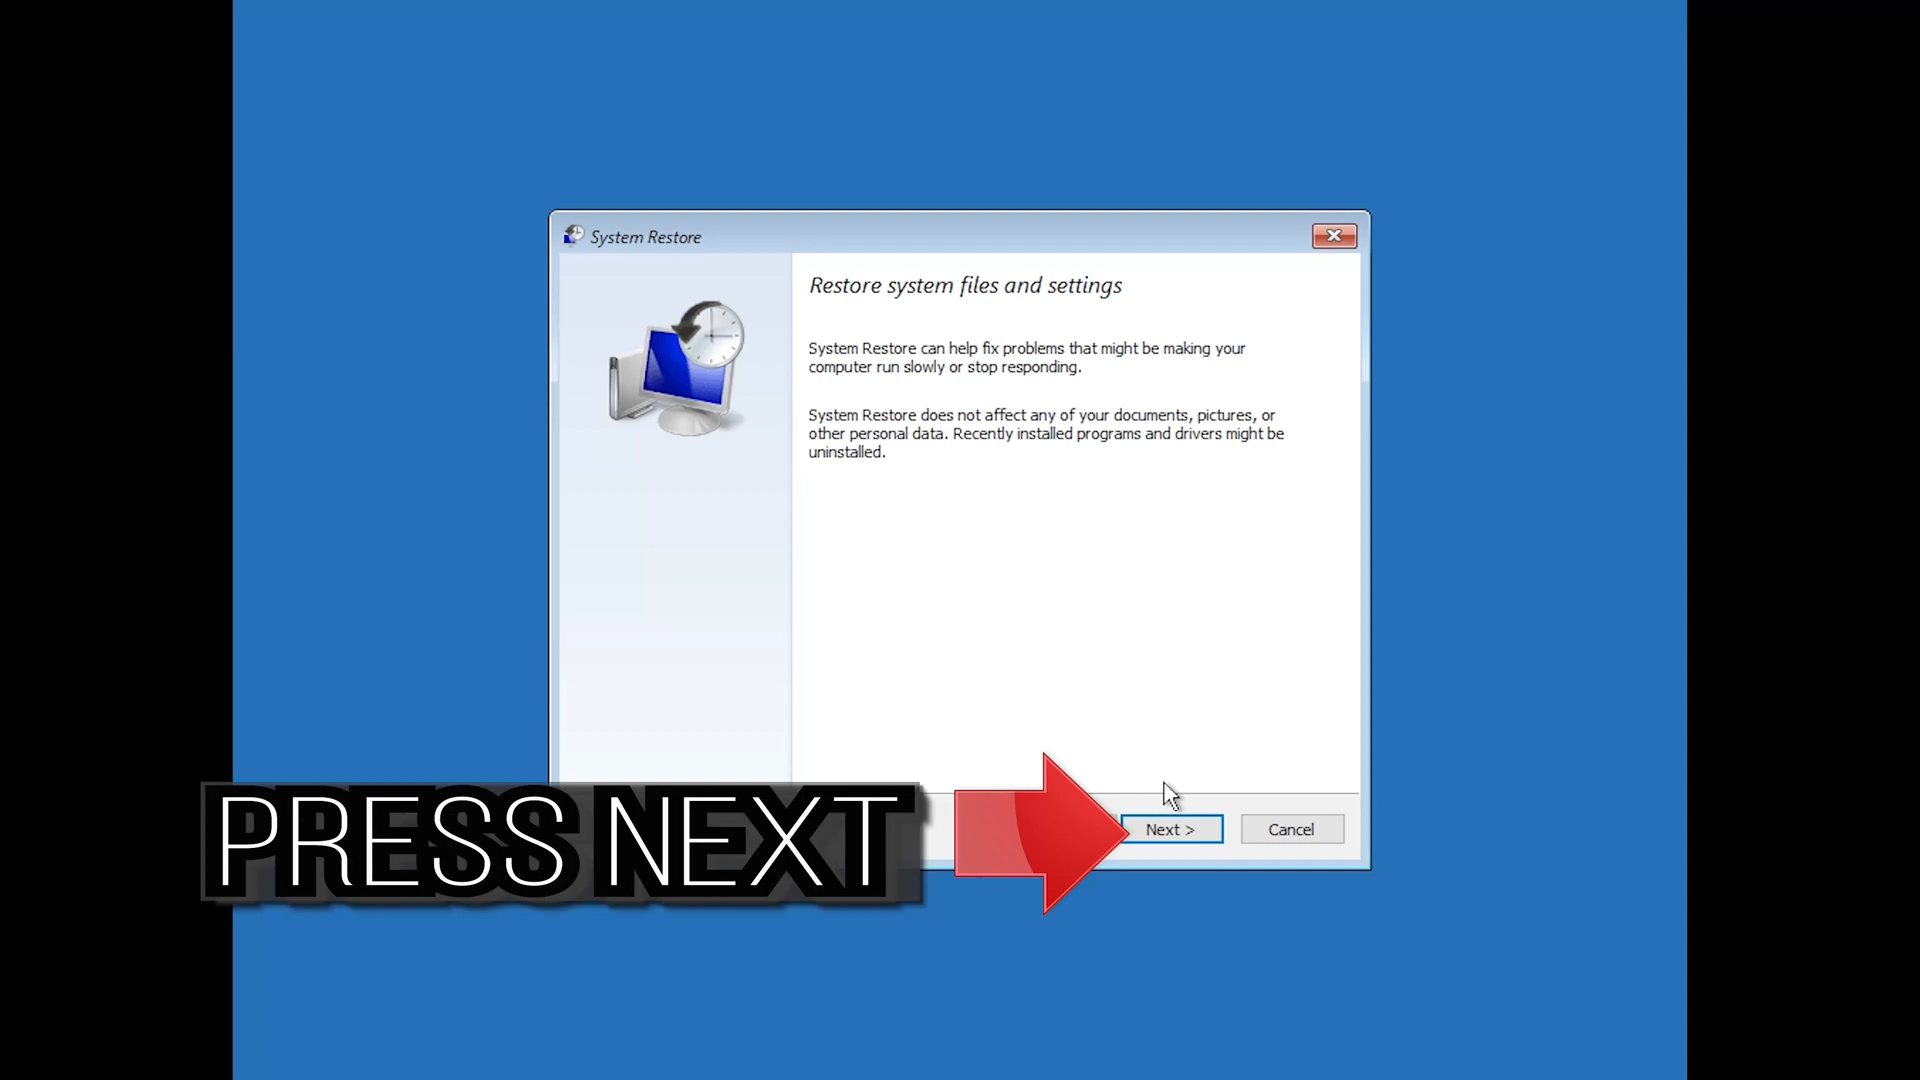 System Restore
Restore system files and settings
System Restore can help fix problems that might be making your
computer run slowly or stop responding.
System Restore does not affect any of your documents, pictures, or
other personal data. Recently installed programs and drivers might be
uninstalled.
PRESS NEXT
Next >
Cancel